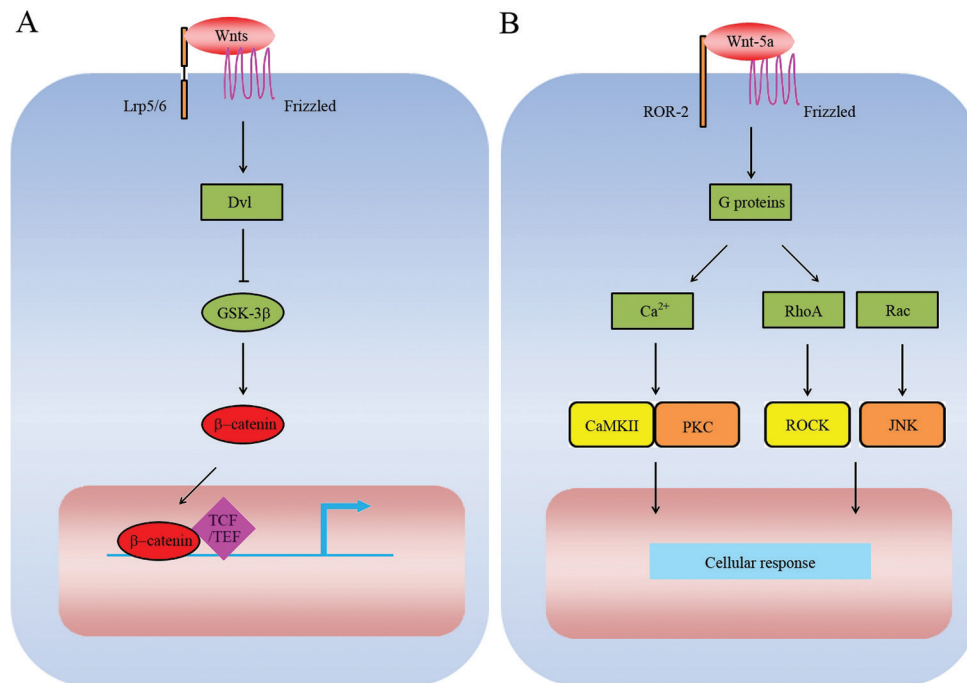 A
Wnts
Lrp5/6
Frizzled
Dvl
GSK-3β
β−catenin
TCF
/TEF
β−catenin
B
Wnt-5a
ROR-2
Frizzled
G proteins
Ca²⁺
RhoA
Rac
CaMKII
PKC
ROCK
JNK
Cellular response